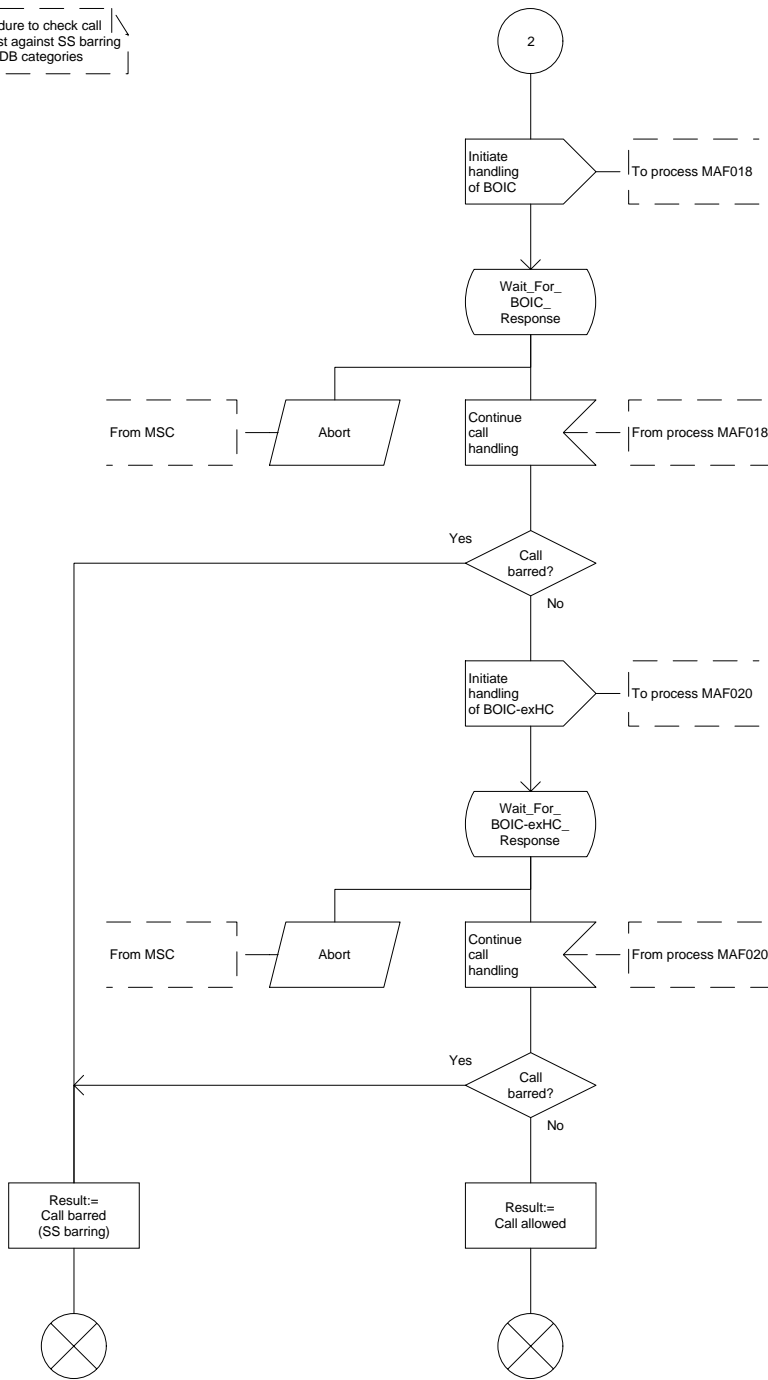 dure to check call
st against SS barring
DB categories
2
Initiate
handling
of BOIC
To process MAF018
Wait_For_
BOIC_
Response
From MSC
Abort
Continue
call
handling
From process MAF018
Yes
Call
barred?
No
Initiate
handling
of BOIC-exHC
To process MAF020
Wait_For_
BOIC-exHC_
Response
From MSC
Abort
Continue
call
handling
From process MAF020
Yes
Call
barred?
No
Result:=
Call barred
(SS barring)
Result:=
Call allowed